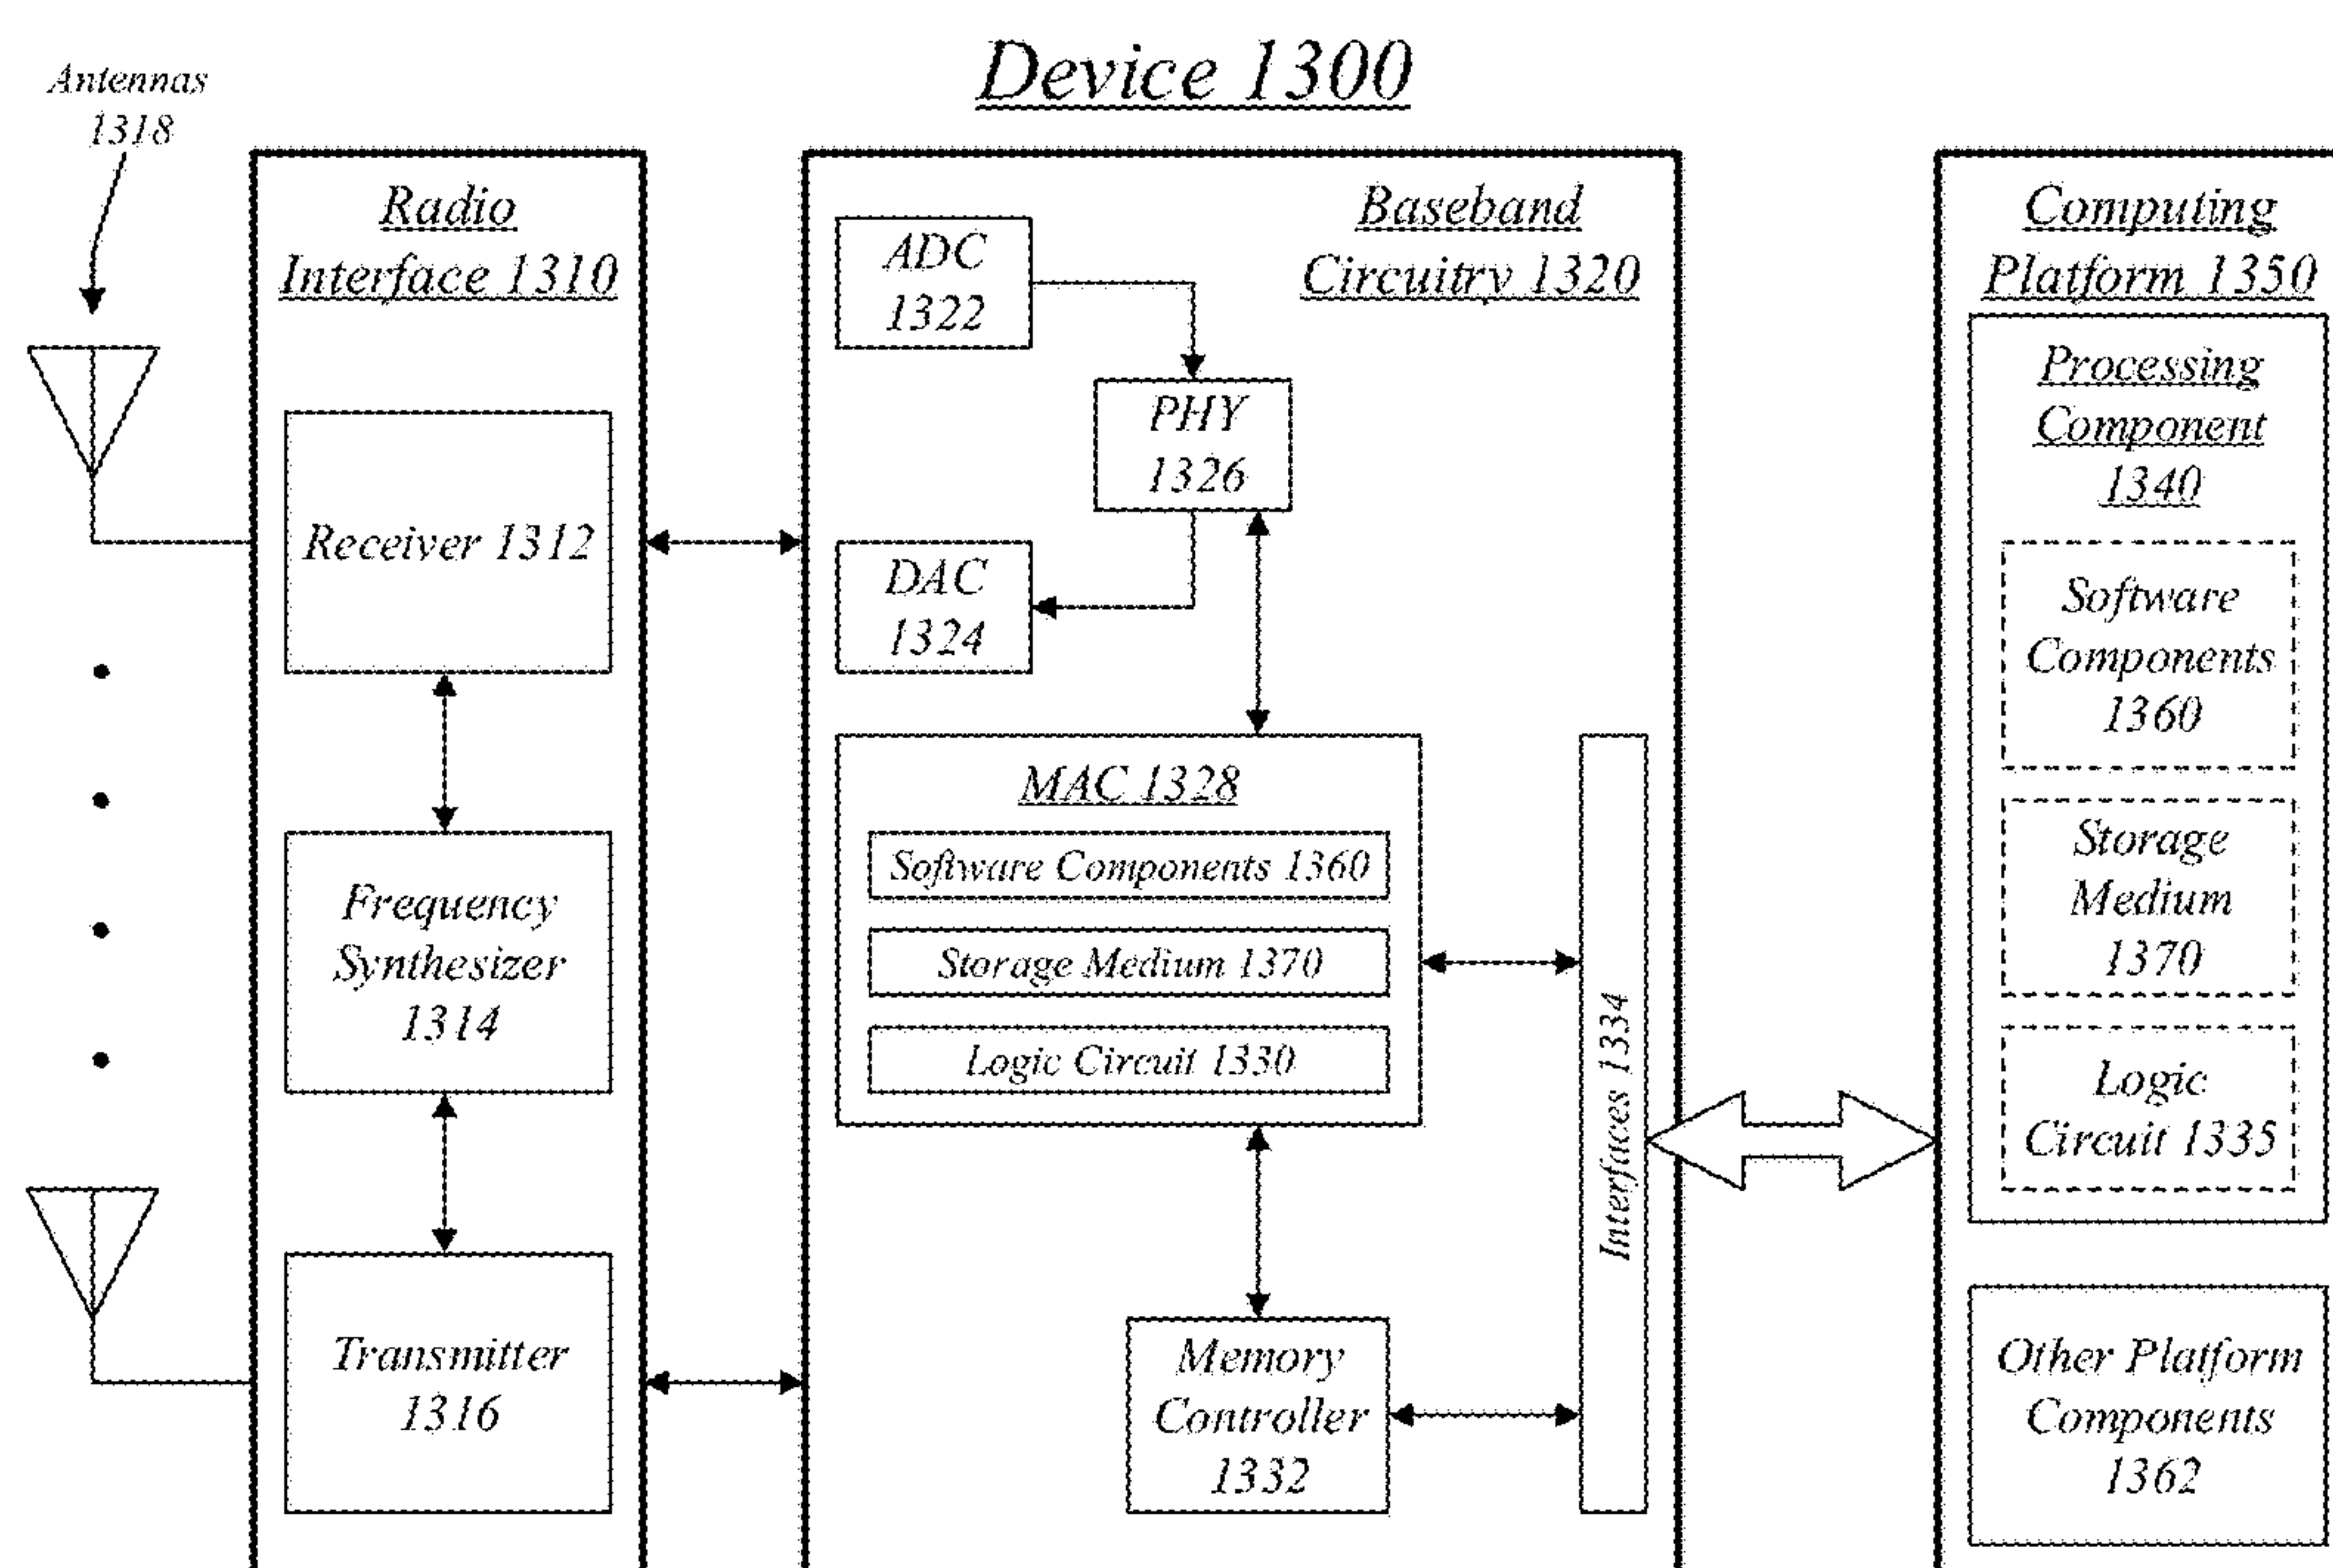 Device 1300
Antennas
1318
Radio
Interface 1310
Receiver 1312
Frequency
Synthesizer
1314
Transmitter
1316
Baseband
Circuitry 1320
ADC
1322
PHY
1326
DAC
1324
MAC 1328
Software Components 1360
Storage Medium 1370
Logic Circuit 1330
Interfaces 1334
Memory
Controller
1332
Computing
Platform 1350
Processing
Component
1340
Software
Components
1360
Storage
Medium
1370
Logic
Circuit 1335
Other Platform
Components
1362